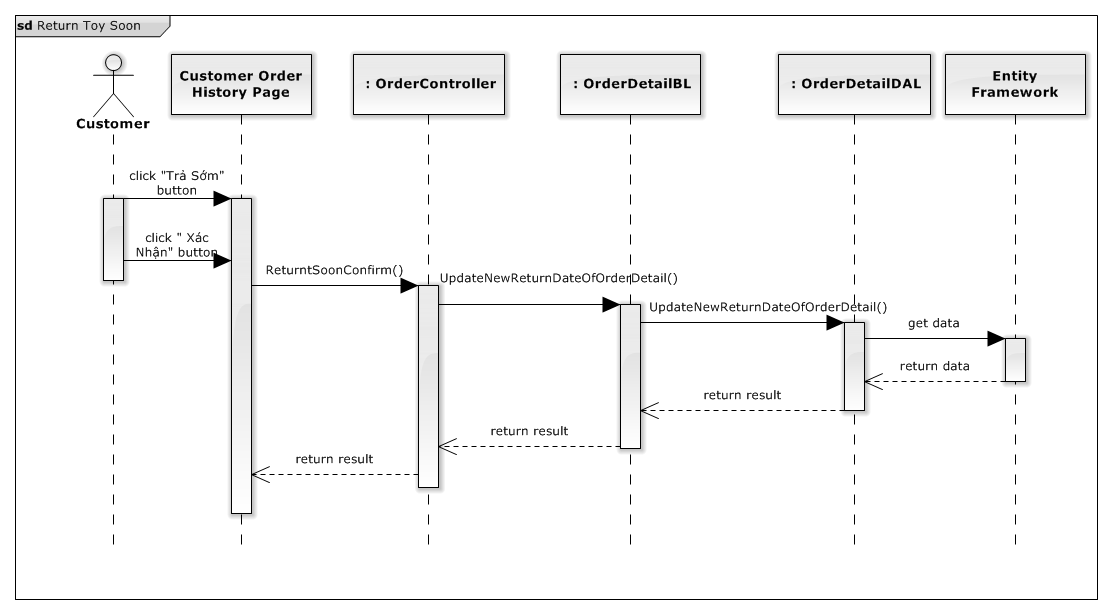 sd Return Toy Soon
Customer Order
History Page
: OrderController
: OrderDetailBL
: OrderDetailDAL
Entity
Framework
Customer
click "Trả Sớm"
button
click " Xác
Nhận" button
ReturntSoonConfirm()
UpdateNewReturnDateOfOrderDetail()
UpdateNewReturnDateOfOrderDetail()
get data
return data
return result
return result
return result